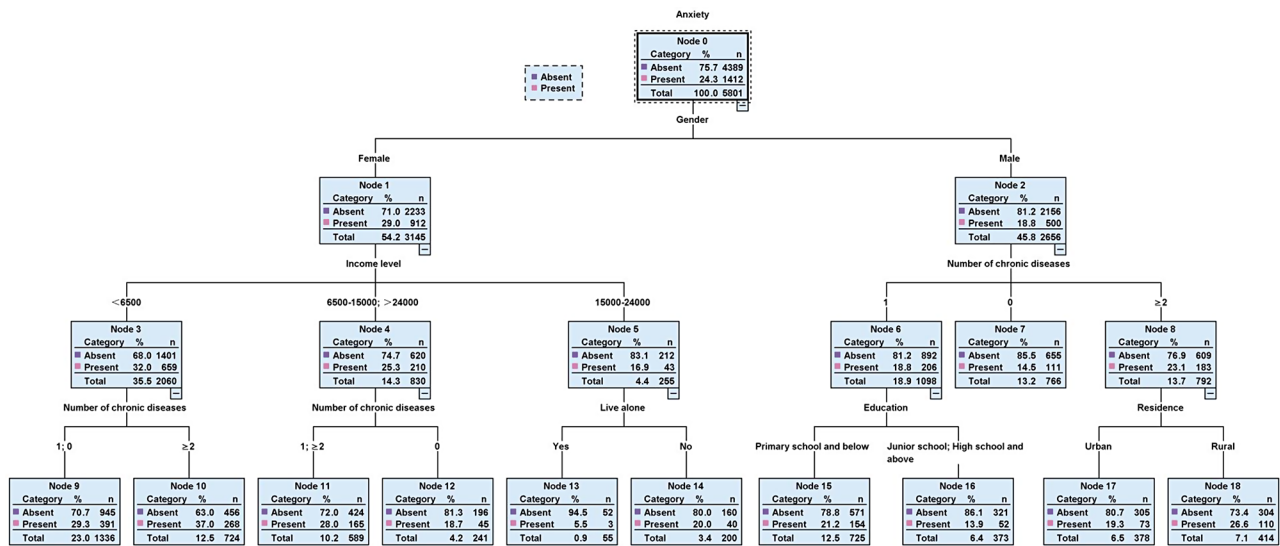 Anxiety
Node 0
Category % n
Absent 75.7 4389
Present 24.3 1412
Total 100.0 5801
Absent
Present
Gender
Female
Male
Node 1
Category % n
Absent 71.0 2233
Present 29.0 912
Total 54.2 3145
Node 2
Category % n
Absent 81.2 2156
Present 18.8 500
Total 45.8 2656
Income level
Number of chronic diseases
<6500
6500-15000; >24000
15000-24000
1
0
≥2
Node 3
Category % n
Absent 68.0 1401
Present 32.0 659
Total 35.5 2060
Node 4
Category % n
Absent 74.7 620
Present 25.3 210
Total 14.3 830
Node 5
Category % n
Absent 83.1 212
Present 16.9 43
Total 4.4 255
Node 6
Category % n
Absent 81.2 892
Present 18.8 206
Total 18.9 1098
Node 7
Category % n
Absent 85.5 655
Present 14.5 111
Total 13.2 766
Node 8
Category % n
Absent 76.9 609
Present 23.1 183
Total 13.7 792
Number of chronic diseases
Number of chronic diseases
Live alone
Education
Residence
1; 0
≥2
1; ≥2
0
Yes
No
Primary school and below
Junior school; High school and
above
Urban
Rural
Node 9
Category % n
Absent 70.7 945
Present 29.3 391
Total 23.0 1336
Node 10
Category % n
Absent 63.0 456
Present 37.0 268
Total 12.5 724
Node 11
Category % n
Absent 72.0 424
Present 28.0 165
Total 10.2 589
Node 12
Category % n
Absent 81.3 196
Present 18.7 45
Total 4.2 241
Node 13
Category % n
Absent 94.5 52
Present 5.5 3
Total 0.9 55
Node 14
Category % n
Absent 80.0 160
Present 20.0 40
Total 3.4 200
Node 15
Category % n
Absent 78.8 571
Present 21.2 154
Total 12.5 725
Node 16
Category % n
Absent 86.1 321
Present 13.9 52
Total 6.4 373
Node 17
Category % n
Absent 80.7 305
Present 19.3 73
Total 6.5 378
Node 18
Category % n
Absent 73.4 304
Present 26.6 110
Total 7.1 414